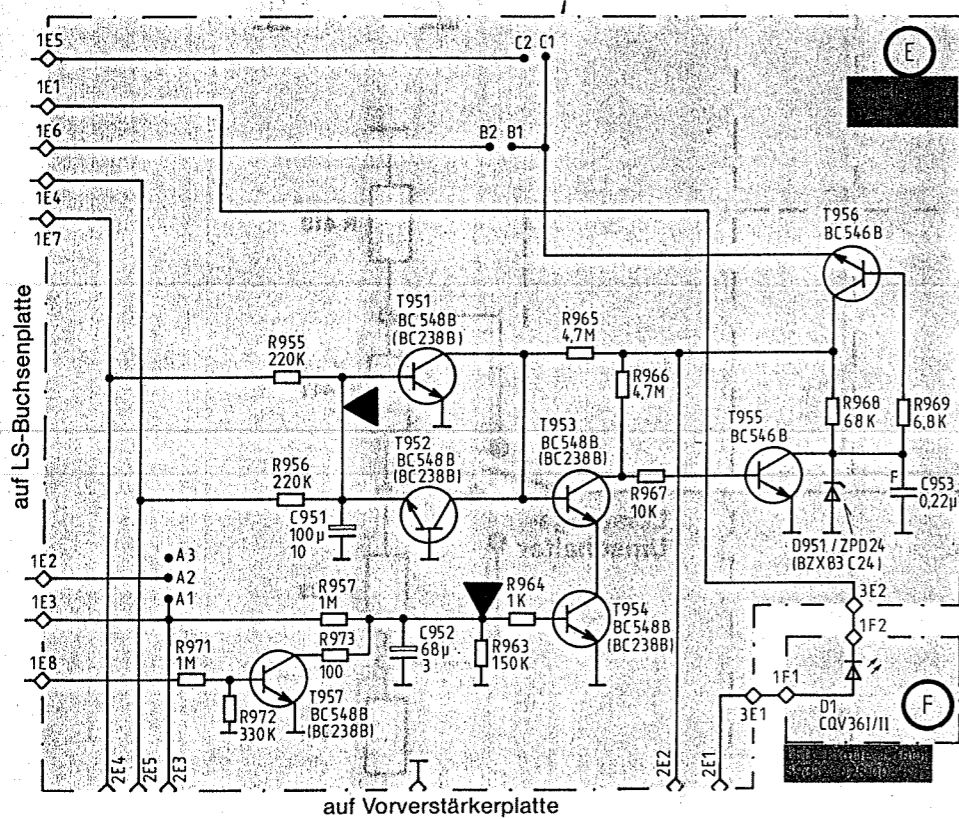 1E5
C2 C1
E
1E1
1E6
B2 B1
1E4
1E7
T956
BC546B
auf LS-Buchsenplatte
T951
BC548B
(BC238B)
R955
220K
R965
4,7M
R966
4,7M
R968
68K
R969
6,8K
T953
BC548B
(BC238B)
T955
BC546B
T952
BC548B
(BC238B)
R956
220K
R967
10K
F
C953
0,22µ
C951
100µ
10
D951/ZPD24
(BZX83C24)
A3
1E2
A2
1E3
A1
R957
1M
R964
1K
3E2
1F2
R971
1M
R973
100
C952
68µ
3
R963
150K
T954
BC548B
(BC238B)
1E8
R972
330K
T957
BC548B
(BC238B)
3E1
1F1
D1
CQV36I/II
F
2E4
2E5
2E3
2E2
2E1
auf Vorverstärkerplatte